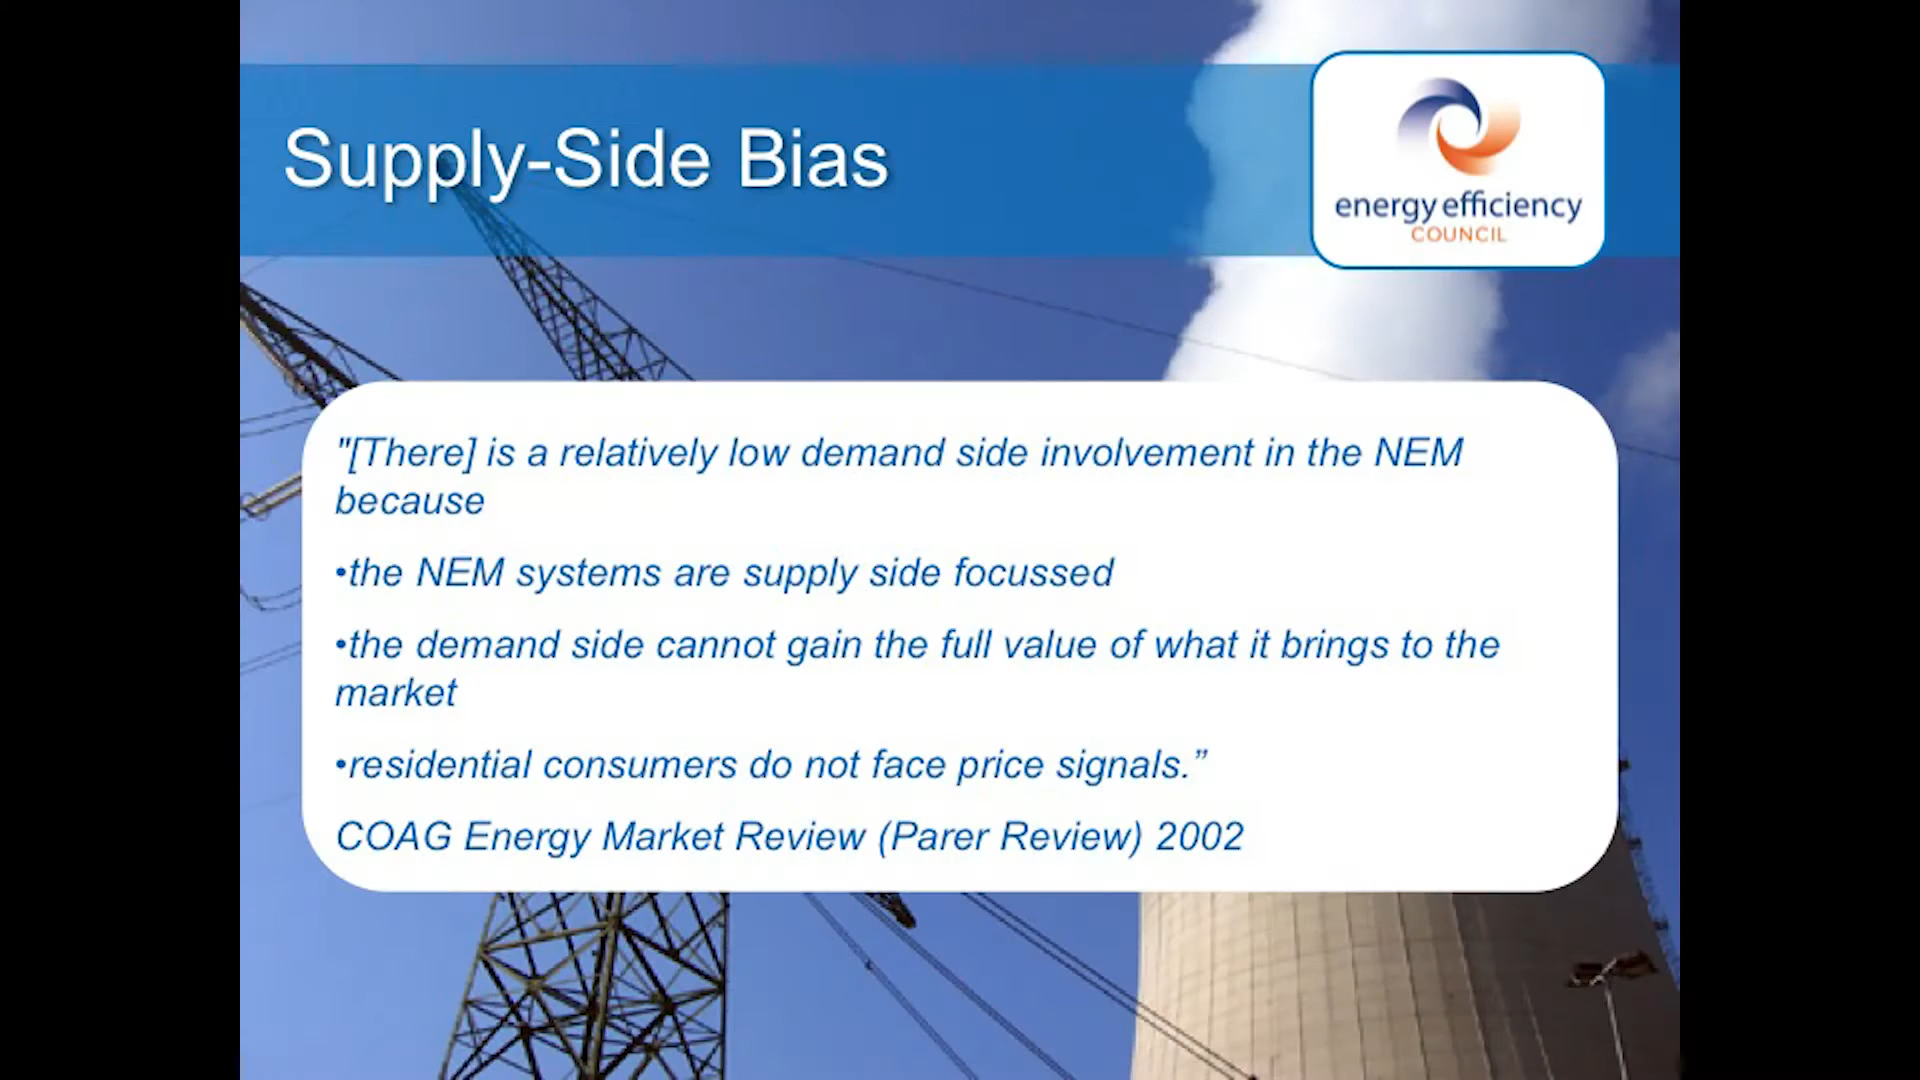 Supply-Side Bias
energy efficiency
COUNCIL
"[There] is a relatively low demand side involvement in the NEM
because
•the NEM systems are supply side focussed
•the demand side cannot gain the full value of what it brings to the
market
•residential consumers do not face price signals.”
COAG Energy Market Review (Parer Review) 2002